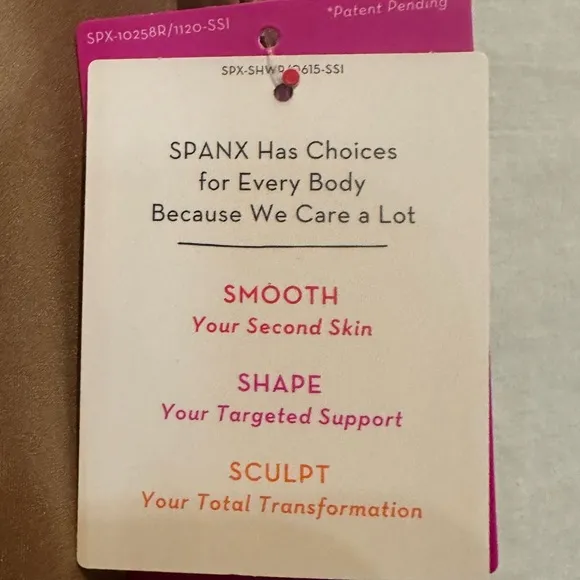 SPX-10258R/1120-SSI
*Patent Pending
SPANX Has Choices
for Every Body
Because We Care a Lot
SMOOTH
Your Second Skin
SHAPE
Your Targeted Support
SCULPT
Your Total Transformation